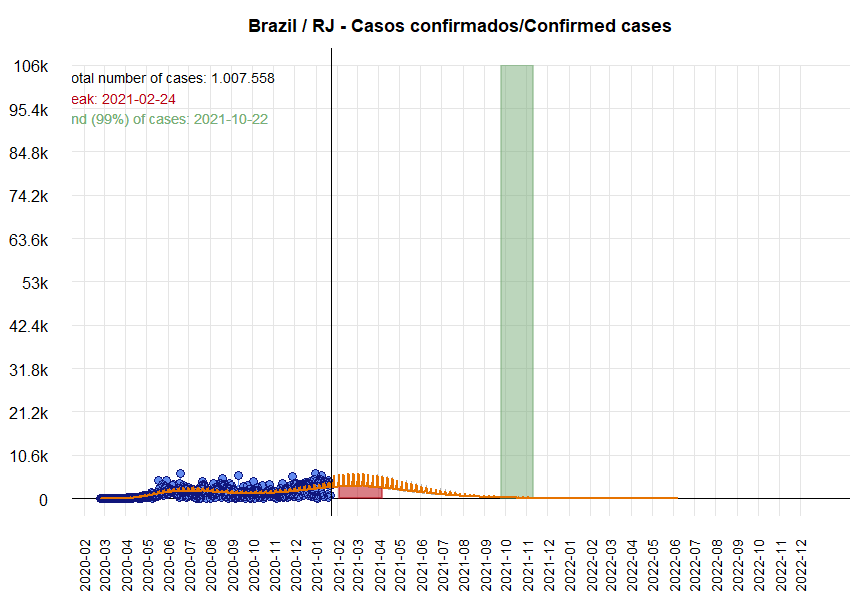 Brazil / RJ - Casos confirmados/Confirmed cases
106k
otal number of cases: 1.007.558
eak: 2021-02-24
95.4k
nd (99%) of cases: 2021-10-22
84.8k
74.2k
63.6k
53k
42.4k
31.8k
21.2k
10.6k
0
2020-02
2020-03
2020-04
2020-05
2020-06
2020-07
2020-08
2020-09
2020-10
2020-11
2020-12
2021-01
2021-02
2021-03
2021-04
2021-05
2021-06
2021-07
2021-08
2021-09
2021-10
2021-11
2021-12
2022-01
2022-02
2022-03
2022-04
2022-05
2022-06
2022-07
2022-08
2022-09
2022-10
2022-11
2022-12